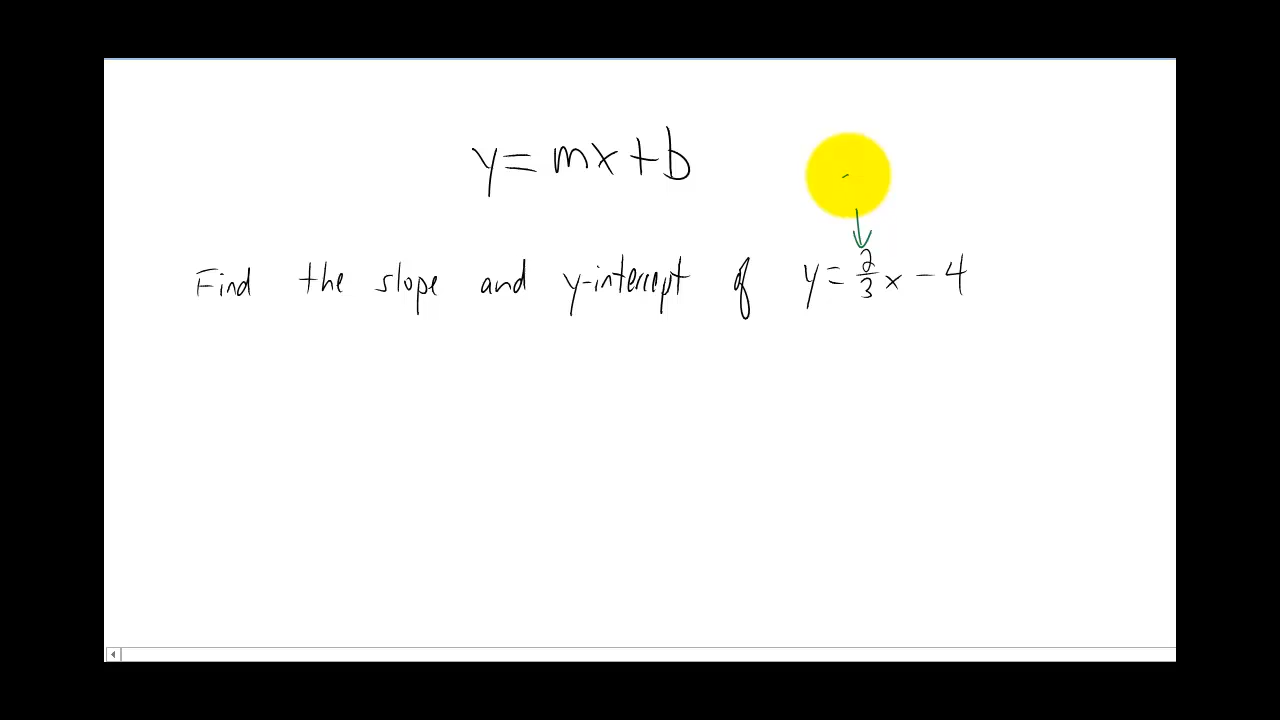 y = mx + b
Find the slope and y-intercept of y = 2/3 x - 4